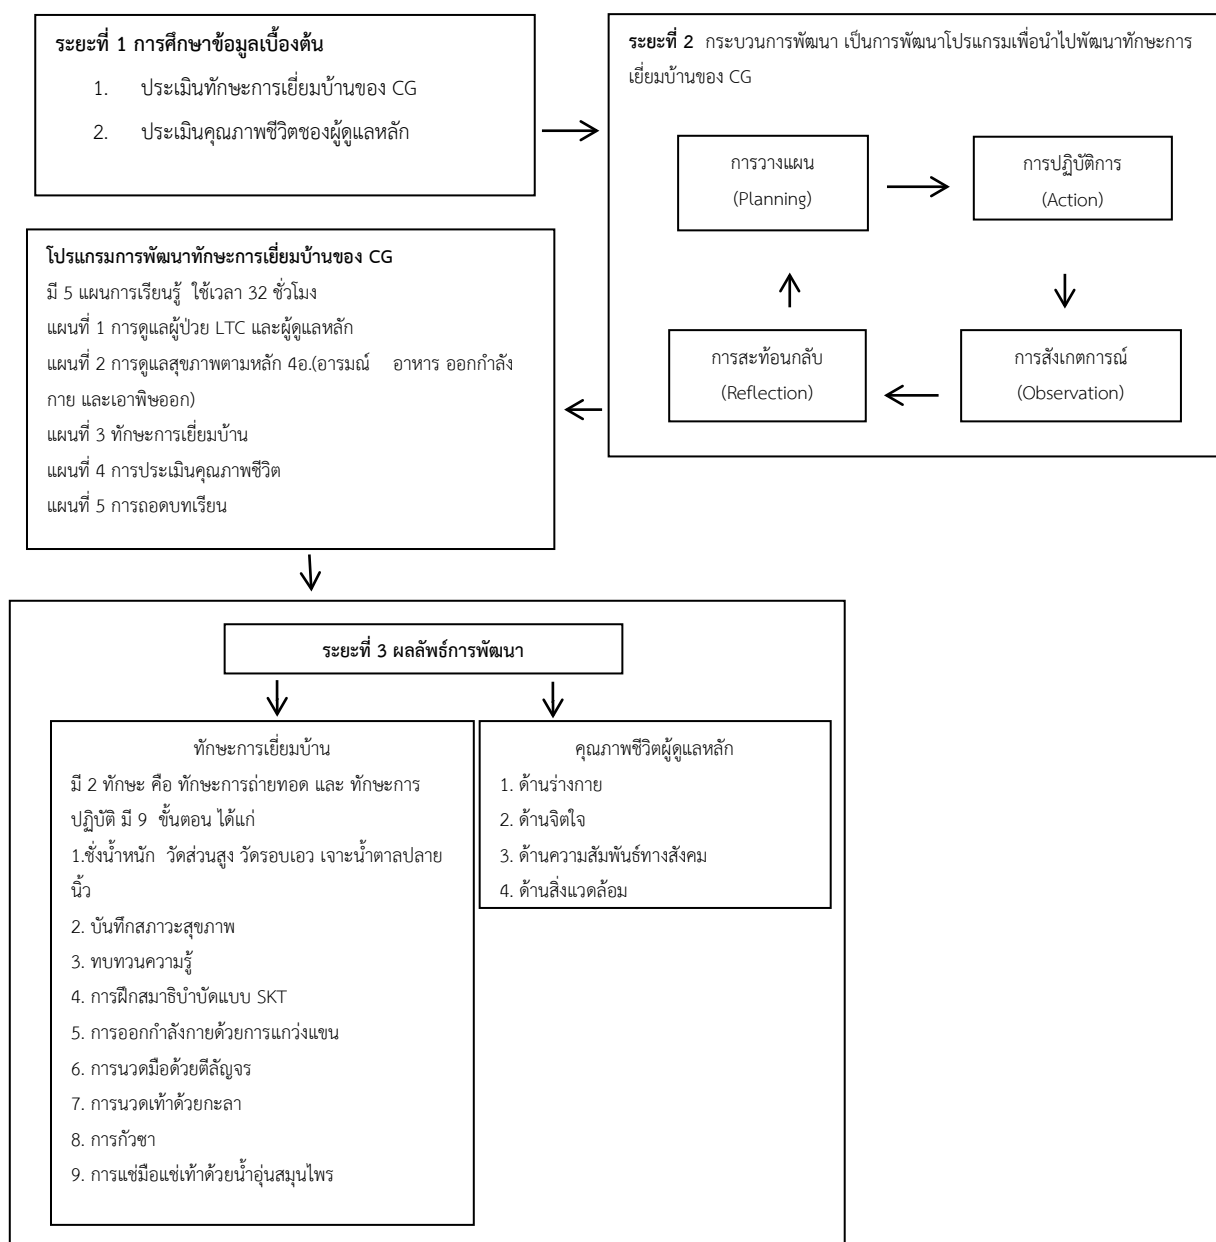 ระยะที่ 1 การศึกษาข้อมูลเบื้องต้น
1. ประเมินทักษะการเยี่ยมบ้านของ CG
2. ประเมินคุณภาพชีวิตชองผู้ดูแลหลัก
ระยะที่ 2 กระบวนการพัฒนา เป็นการพัฒนาโปรแกรมเพื่อนำไปพัฒนาทักษะการ
เยี่ยมบ้านของ CG
การวางแผน
(Planning)
การปฏิบัติการ
(Action)
การสะท้อนกลับ
(Reflection)
การสังเกตการณ์
(Observation)
โปรแกรมการพัฒนาทักษะการเยี่ยมบ้านของ CG
มี 5 แผนการเรียนรู้ ใช้เวลา 32 ชั่วโมง
แผนที่ 1 การดูแลผู้ป่วย LTC และผู้ดูแลหลัก
แผนที่ 2 การดูแลสุขภาพตามหลัก 4อ.(อารมณ์ อาหาร ออกกำลัง
กาย และเอาพิษออก)
แผนที่ 3 ทักษะการเยี่ยมบ้าน
แผนที่ 4 การประเมินคุณภาพชีวิต
แผนที่ 5 การถอดบทเรียน
ระยะที่ 3 ผลลัพธ์การพัฒนา
ทักษะการเยี่ยมบ้าน
มี 2 ทักษะ คือ ทักษะการถ่ายทอด และ ทักษะการ
ปฏิบัติ มี 9 ขั้นตอน ได้แก่
1.ชั่งน้ำหนัก วัดส่วนสูง วัดรอบเอว เจาะน้ำตาลปลาย
นิ้ว
2. บันทึกสภาวะสุขภาพ
3. ทบทวนความรู้
4. การฝึกสมาธิบำบัดแบบ SKT
5. การออกกำลังกายด้วยการแกว่งแขน
6. การนวดมือด้วยตีลัญจร
7. การนวดเท้าด้วยกะลา
8. การกัวซา
9. การแช่มือแช่เท้าด้วยน้ำอุ่นสมุนไพร
คุณภาพชีวิตผู้ดูแลหลัก
1. ด้านร่างกาย
2. ด้านจิตใจ
3. ด้านความสัมพันธ์ทางสังคม
4. ด้านสิ่งแวดล้อม